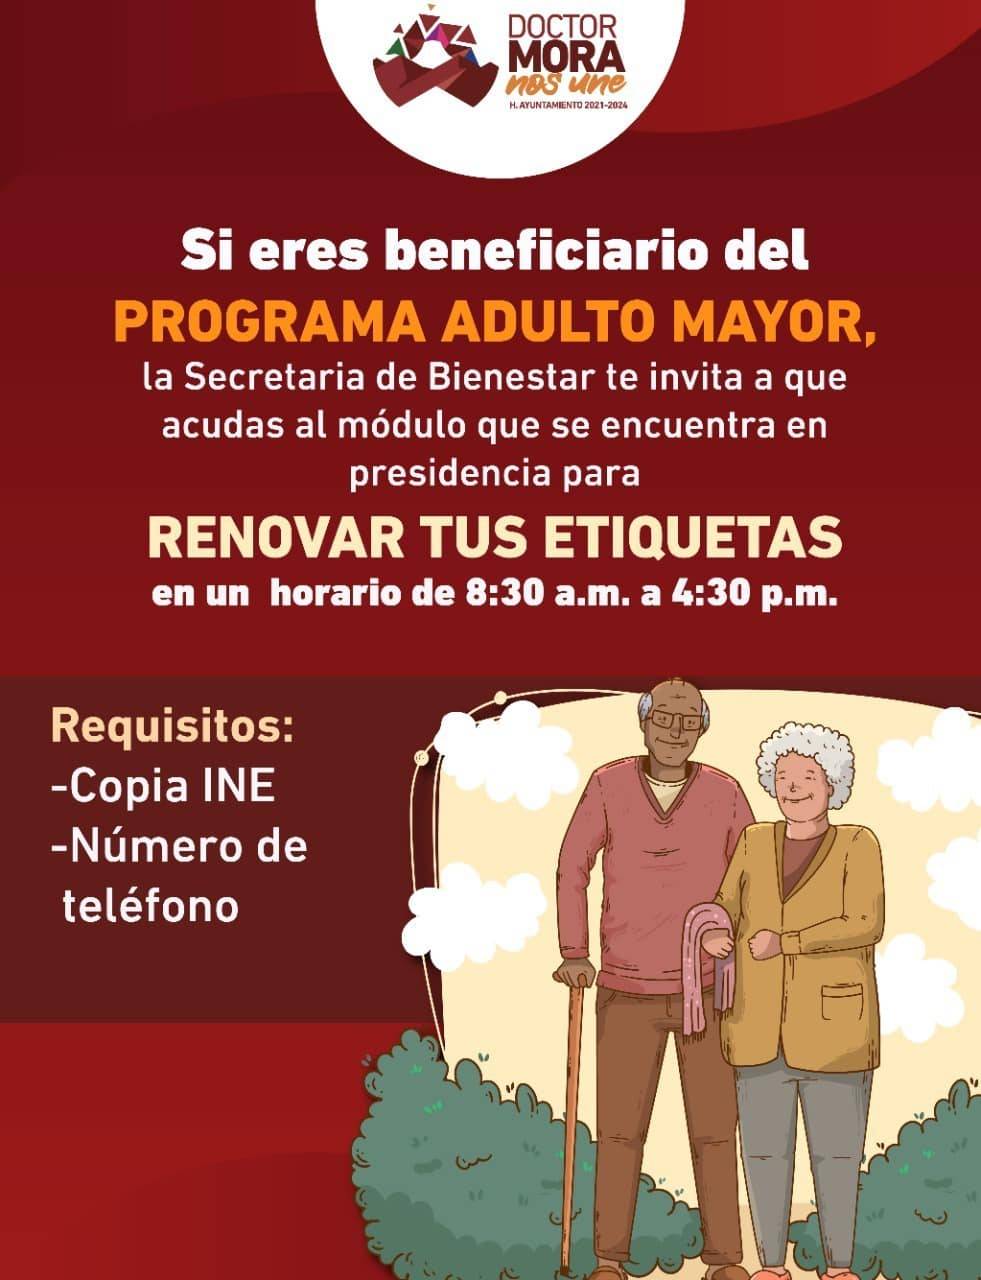 DOCTOR
MORA
nos une
H. AYUNTAMIENTO 2021-2024
Si eres beneficiario del
PROGRAMA ADULTO MAYOR,
la Secretaria de Bienestar te invita a que
acudas al módulo que se encuentra en
presidencia para
RENOVAR TUS ETIQUETAS
en un horario de 8:30 a.m. a 4:30 p.m.
Requisitos:
-Copia INE
-Número de
teléfono